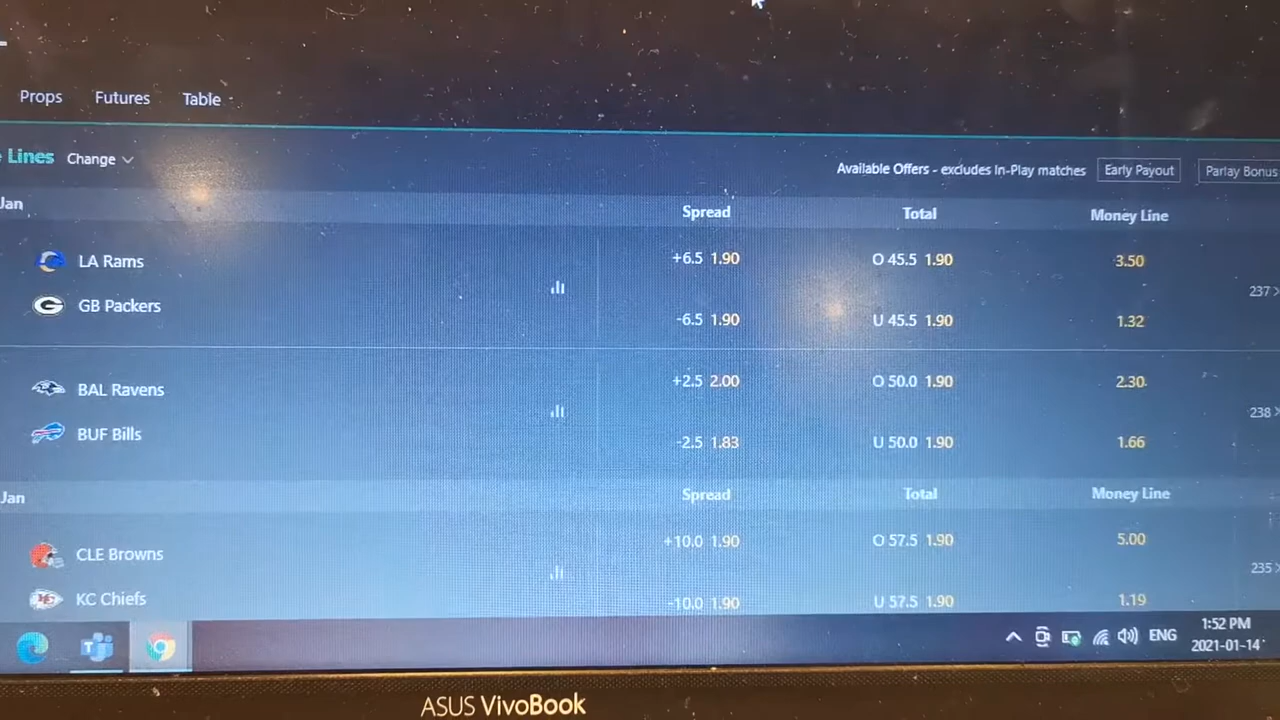 Props Futures Table
Lines Change
Available Offers - excludes In-Play matches Early Payout Parlay Bonus
Jan Spread Total Money Line
LA Rams +6.5 1.90 O 45.5 1.90 3.50
237
GB Packers -6.5 1.90 U 45.5 1.90 1.32
BAL Ravens +2.5 2.00 O 50.0 1.90 2.30
238
BUF Bills -2.5 1.83 U 50.0 1.90 1.66
Jan Spread Total Money Line
CLE Browns +10.0 1.90 O 57.5 1.90 5.00
235
KC Chiefs -10.0 1.90 U 57.5 1.90 1.19
ENG
1:52 PM
2021-01-14
ASUS VivoBook